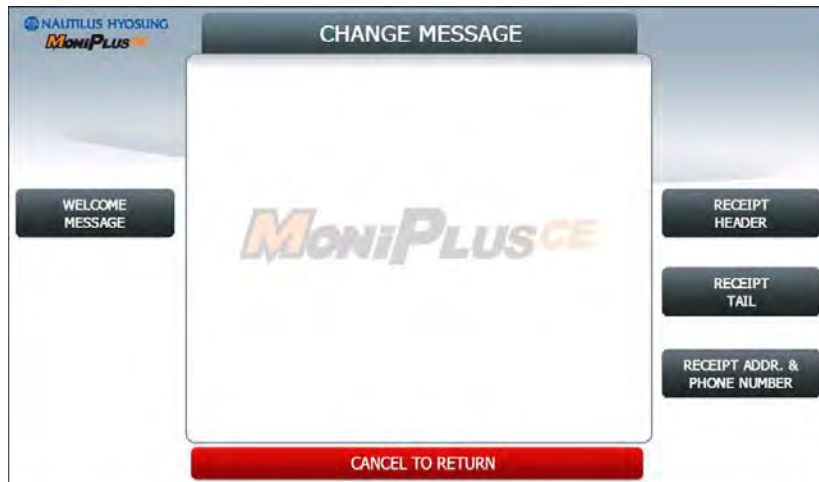 NAUTILUS HYOSUNG
MONIPLUS CE
CHANGE MESSAGE
WELCOME
MESSAGE
MONIPLUS CE
RECEIPT
HEADER
RECEIPT
TAIL
RECEIPT ADDR. &
PHONE NUMBER
CANCEL TO RETURN